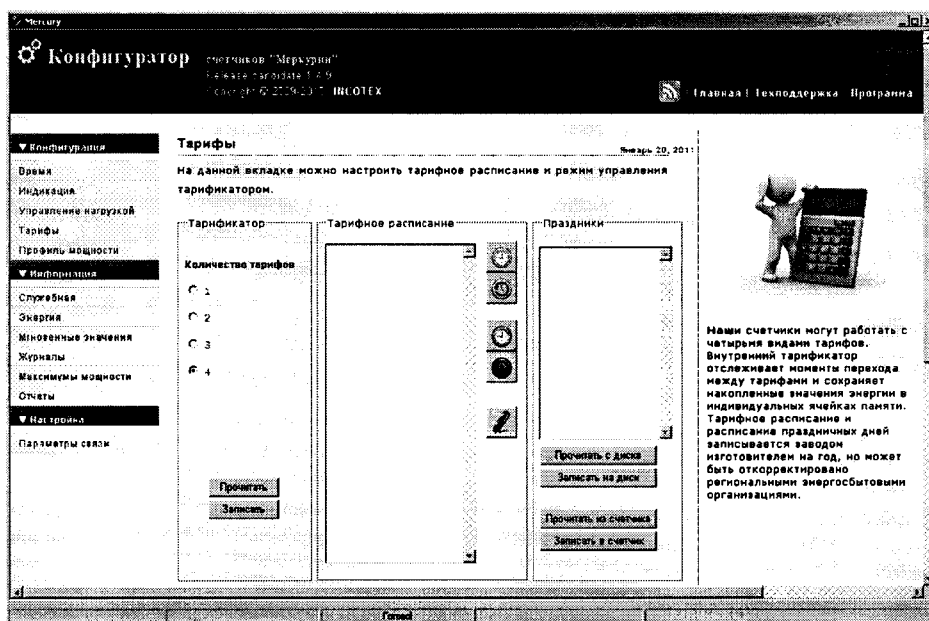 Mercury
Конфигуратор
счетчиков "Меркурий"
Release candidate 1.4.9
INCOTEX
Главная | Техподдержка Программа
▼ Конфигурация
Время
Индикация
Управление нагрузкой
Тарифы
Профиль мощности
▼ Информация
Служебная
Энергия
Мгновенные значения
Журналы
Максимумы мощности
Отчеты
▼ Настройка
Параметры связи
Тарифы
Январь 20, 2011
На данной вкладке можно настроить тарифное расписание и режим управления
тарификатором.
Тарификатор
Количество тарифов
1
2
3
4
Прочитать
Записать
Тарифное расписание
Праздники
Прочитать с диска
Записать на диск
Прочитать из счетчика
Записать в счетчик
Наши счетчики могут работать с
четырьмя видами тарифов.
Внутренний тарификатор
отслеживает моменты перехода
между тарифами и сохраняет
накопленные значения энергии в
индивидуальных ячейках памяти.
Тарифное расписание и
расписание праздничных дней
записывается заводом
изготовителем на год, но может
быть откорректировано
региональными энергосбытовыми
организациями.